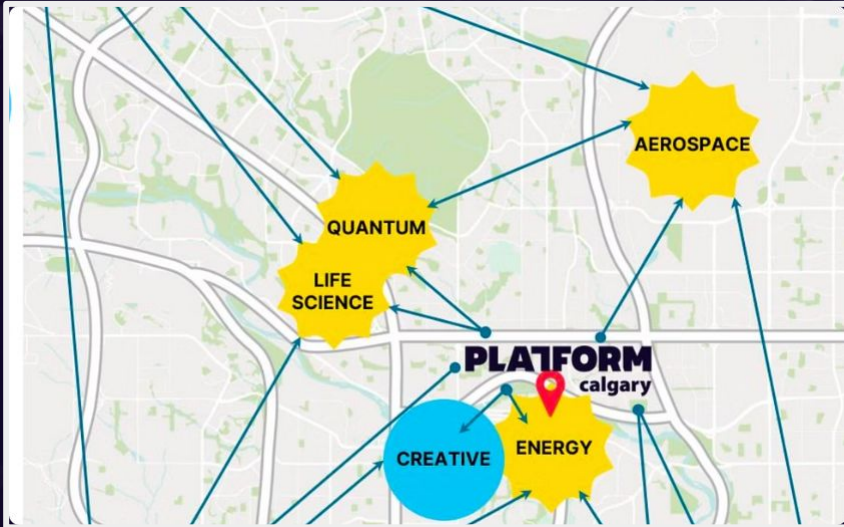 AEROSPACE
QUANTUM
LIFE
SCIENCE
PLATFORM
calgary
CREATIVE
ENERGY